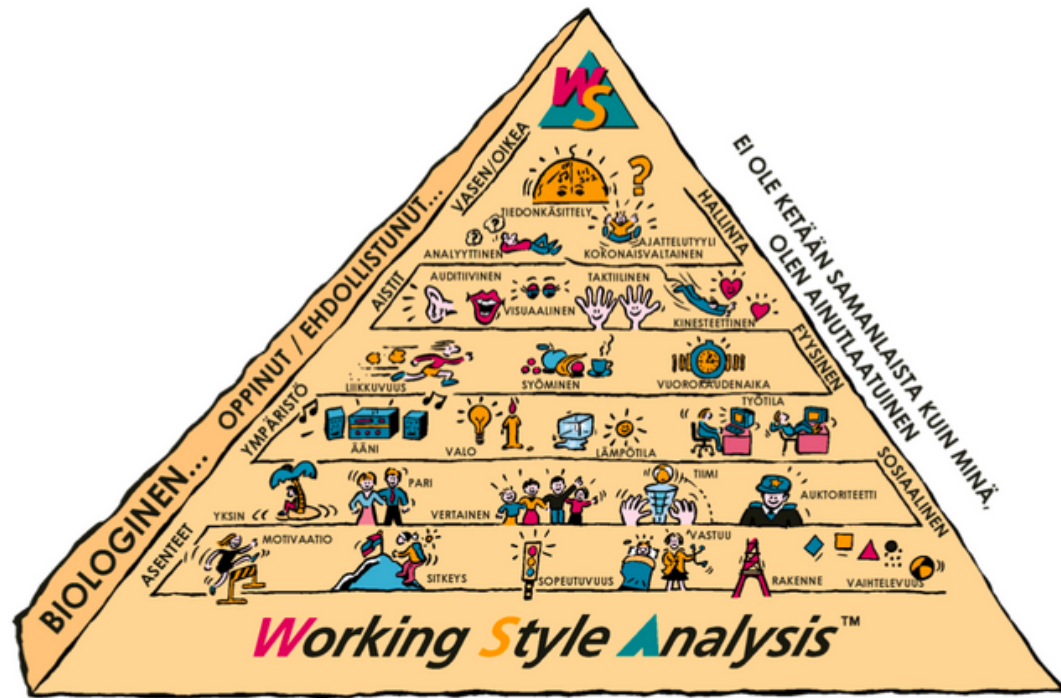 WS
VASEN/OIKEA
HALLINTA
TIEDONKÄSITTELY
?
ANALYYTTINEN
AJATTELUTYYLI
KOKONAISVALTAINEN
AISTIT
AUDITIIVINEN
VISUAALINEN
TAKTIILINEN
KINESTEETTINEN
FYYSINEN
LIIKKUVUUS
SYÖMINEN
VUOROKAUDENAIKA
YMPÄRISTÖ
ÄÄNI
VALO
LÄMPÖTILA
TYÖTILA
SOSIAALINEN
YKSIN
PARI
VERTAINEN
TIIMI
AUKTORITEETTI
ASENTEET
MOTIVAATIO
SITKEYS
SOPEUTUVUUS
VASTUU
RAKENNE
VAIHTELEVUUS
Working Style Analysis™
BIOLOGINEN... OPPINUT / EHDOLLISTUNUT...
EI OLE KETÄÄN SAMANLAISTA KUIN MINÄ,
OLEN AINUTLAATUINEN